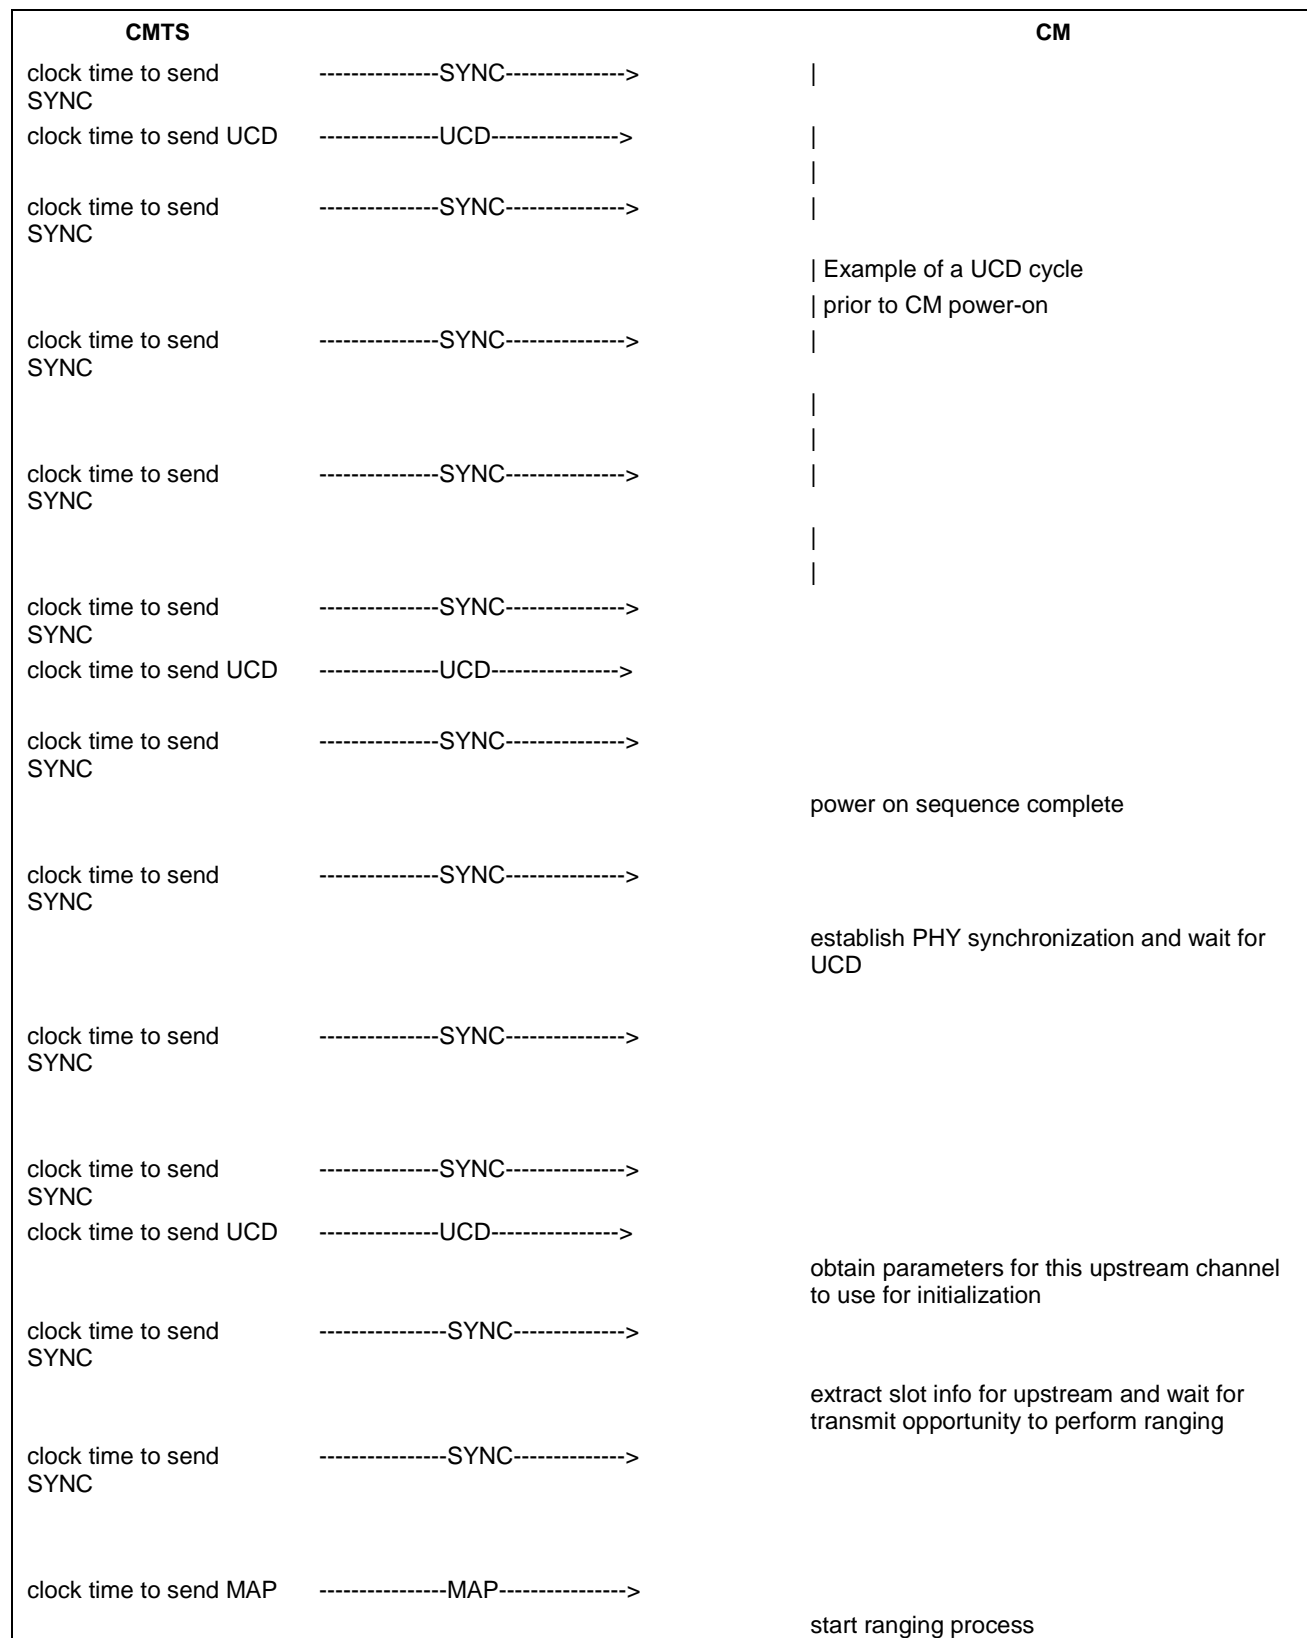 CMTS CM
clock time to send ---------------SYNC---------------> |
SYNC
clock time to send UCD ---------------UCD----------------> |
|
clock time to send ---------------SYNC---------------> |
SYNC
| Example of a UCD cycle
| prior to CM power-on
clock time to send ---------------SYNC---------------> |
SYNC
|
|
clock time to send ---------------SYNC---------------> |
SYNC
|
|
clock time to send ---------------SYNC--------------->
SYNC
clock time to send UCD ---------------UCD---------------->
clock time to send ---------------SYNC--------------->
SYNC
power on sequence complete
clock time to send ---------------SYNC--------------->
SYNC
establish PHY synchronization and wait for
UCD
clock time to send ---------------SYNC--------------->
SYNC
clock time to send ---------------SYNC--------------->
SYNC
clock time to send UCD ---------------UCD---------------->
obtain parameters for this upstream channel
to use for initialization
clock time to send ----------------SYNC-------------->
SYNC
extract slot info for upstream and wait for
transmit opportunity to perform ranging
clock time to send ----------------SYNC-------------->
SYNC
clock time to send MAP ----------------MAP---------------->
start ranging process